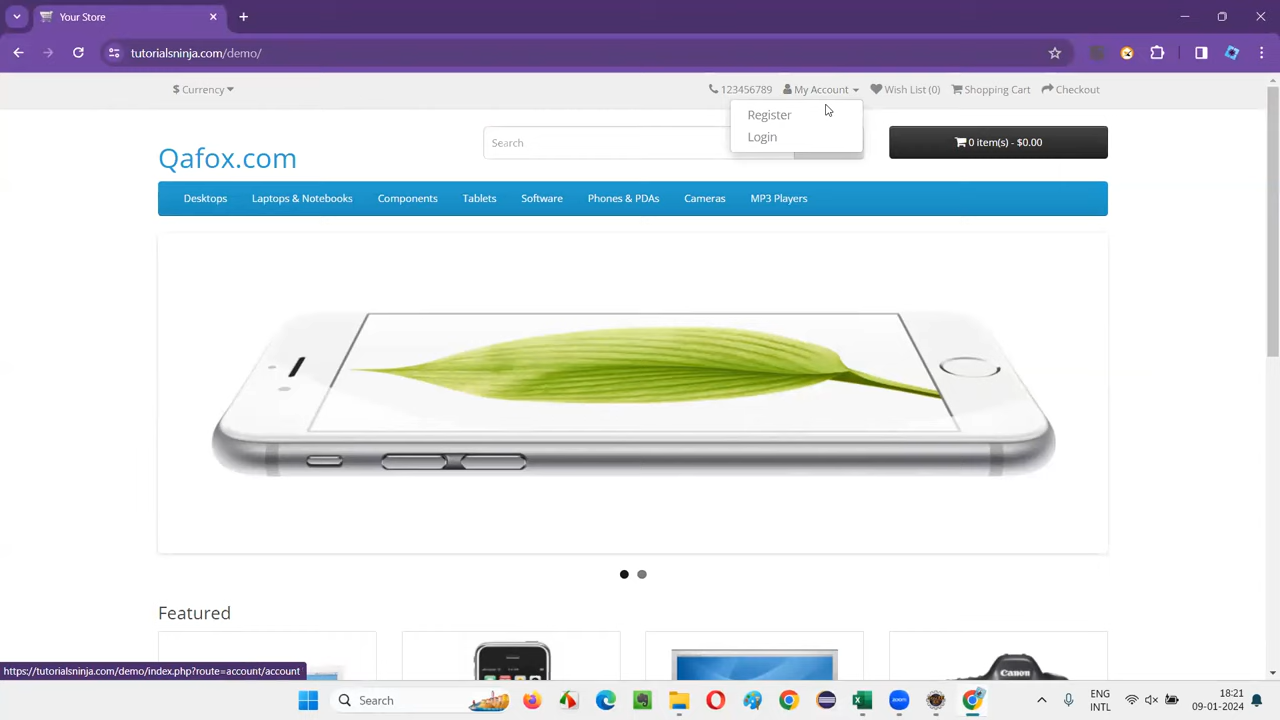 Your Store
tutorialsninja.com/demo/
$ Currency
123456789 My Account Wish List (0) Shopping Cart Checkout
Register
Login
Search
0 item(s) - $0.00
Qafox.com
Desktops Laptops & Notebooks Components Tablets Software Phones & PDAs Cameras MP3 Players
Featured
Canon
https://tutorialsninja.com/demo/index.php?route=account/account
Search
zoom
ENG
INTL
18:21
09-01-2024